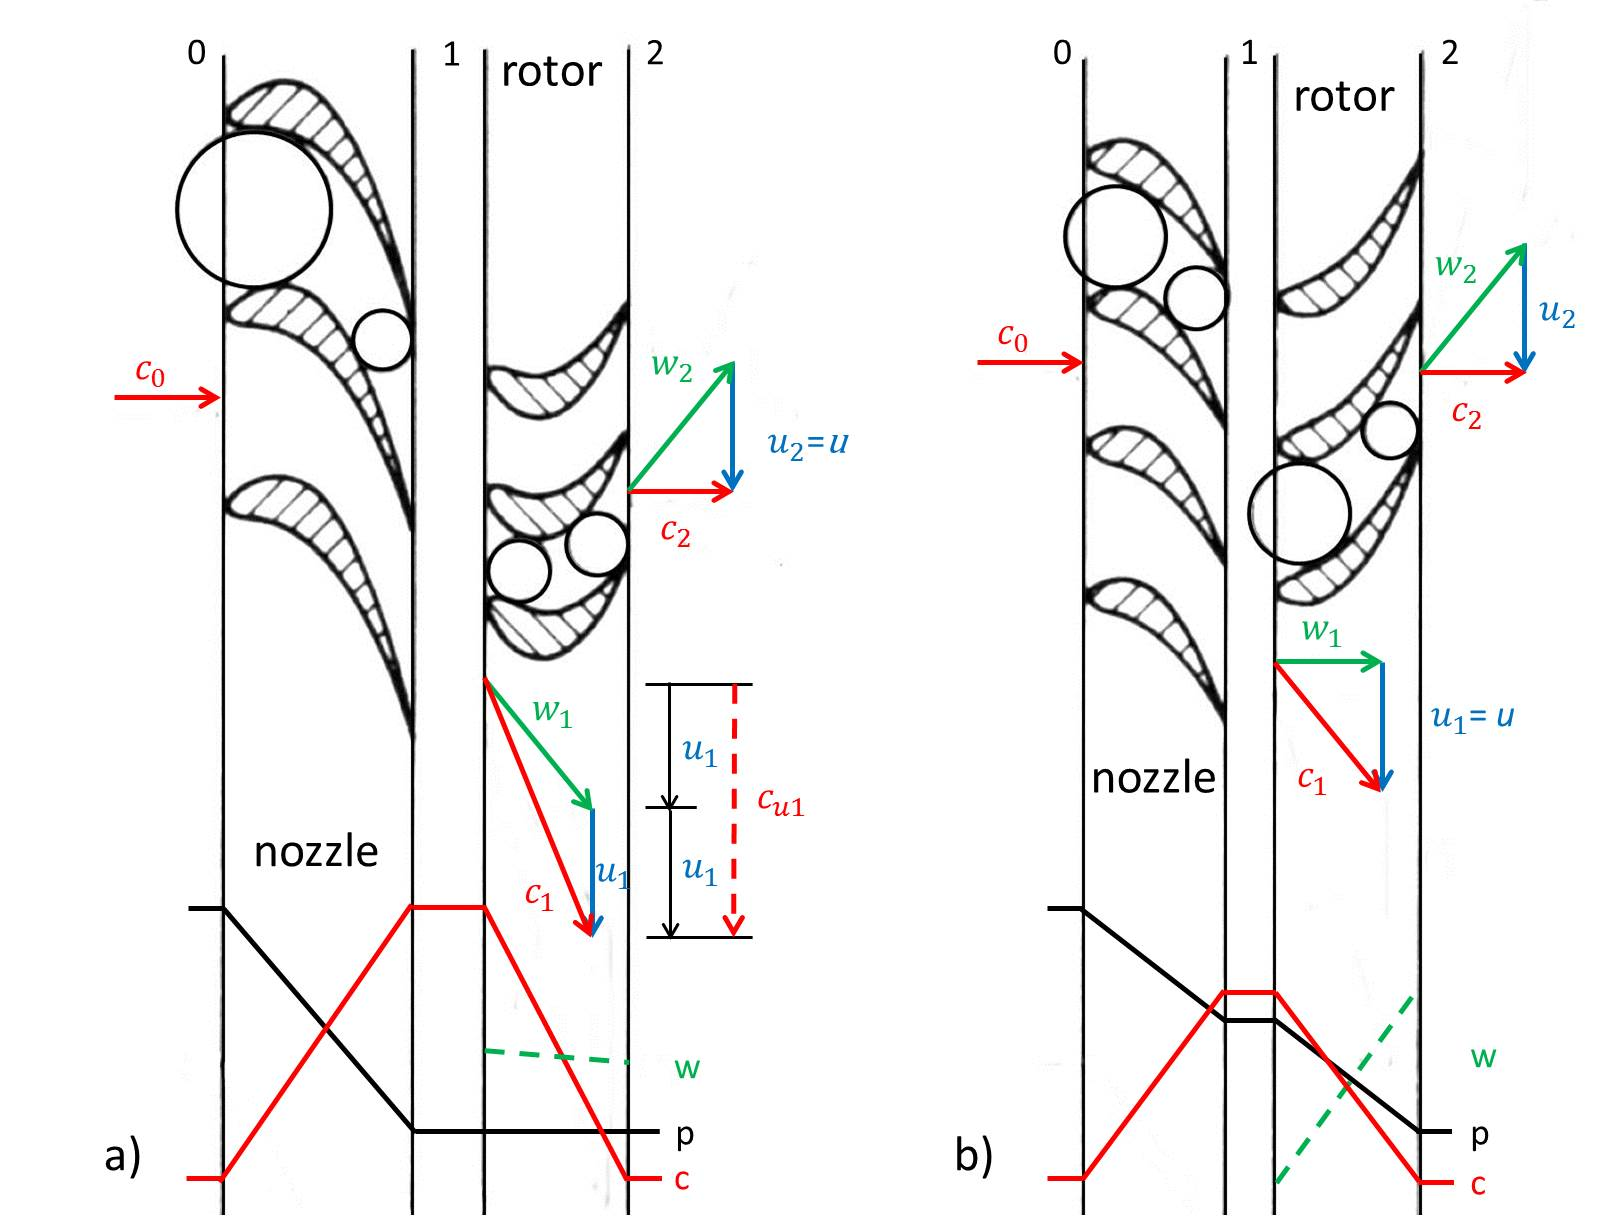 0
1
2
rotor
c₀
w₂
u₂=u
c₂
w₁
u₁
c_u1
u₁
c₁
u₁
nozzle
w
p
c
a)
0
1
2
rotor
w₂
u₂
c₀
c₂
w₁
u₁= u
c₁
nozzle
w
p
c
b)